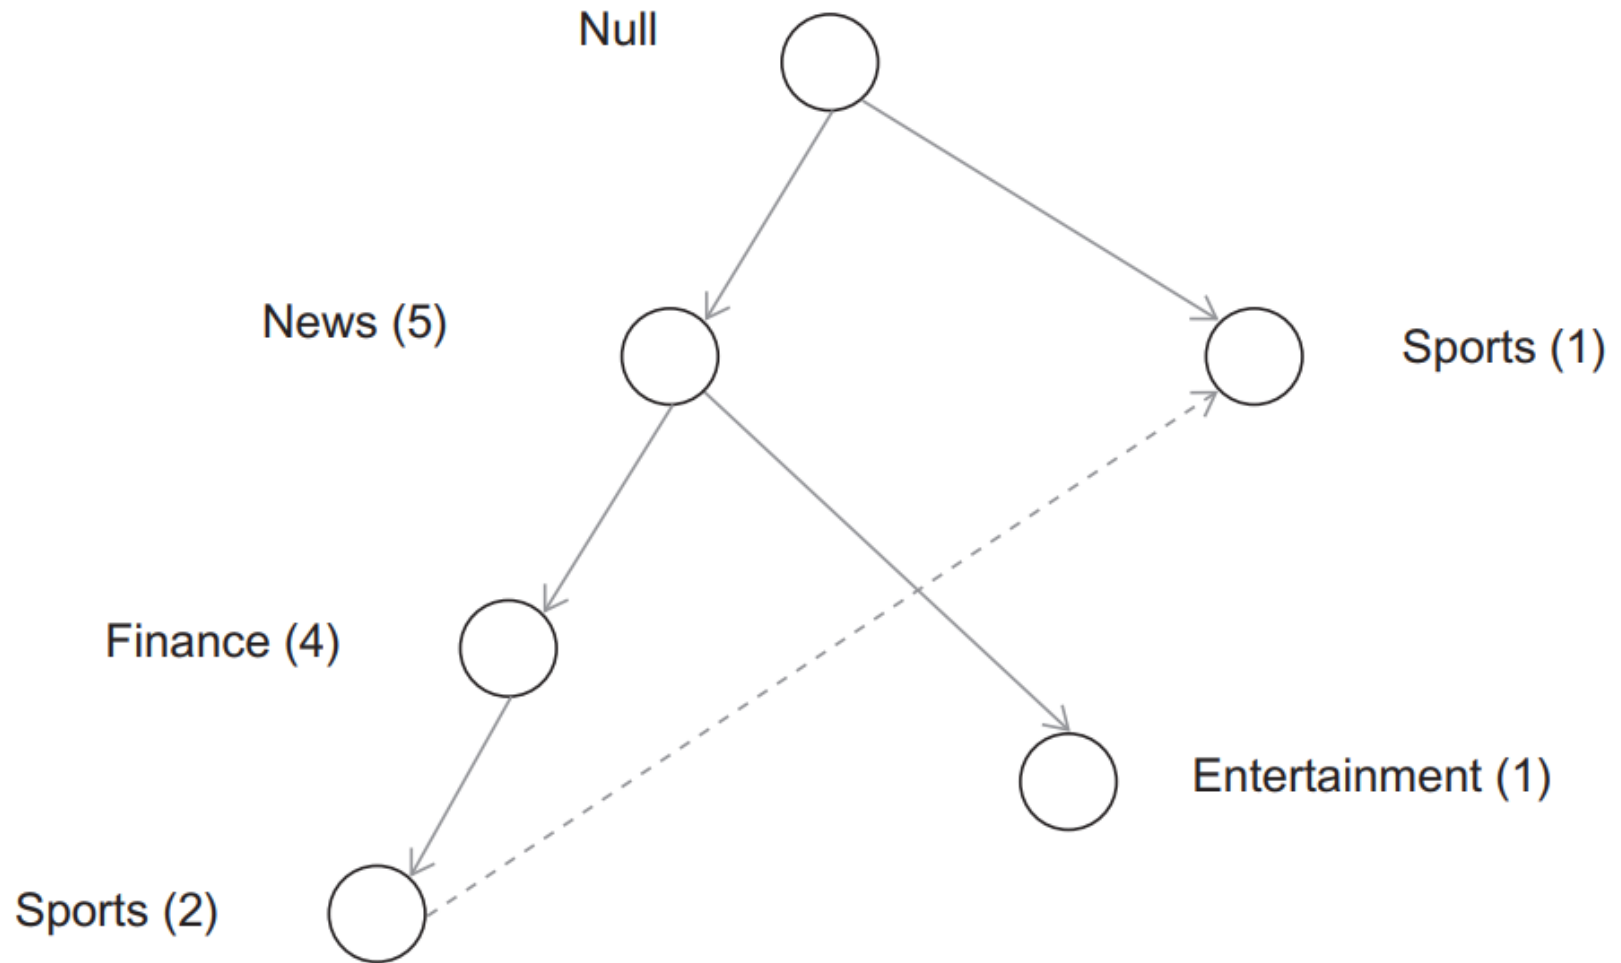 Null
News (5)
Sports (1)
Finance (4)
Entertainment (1)
Sports (2)